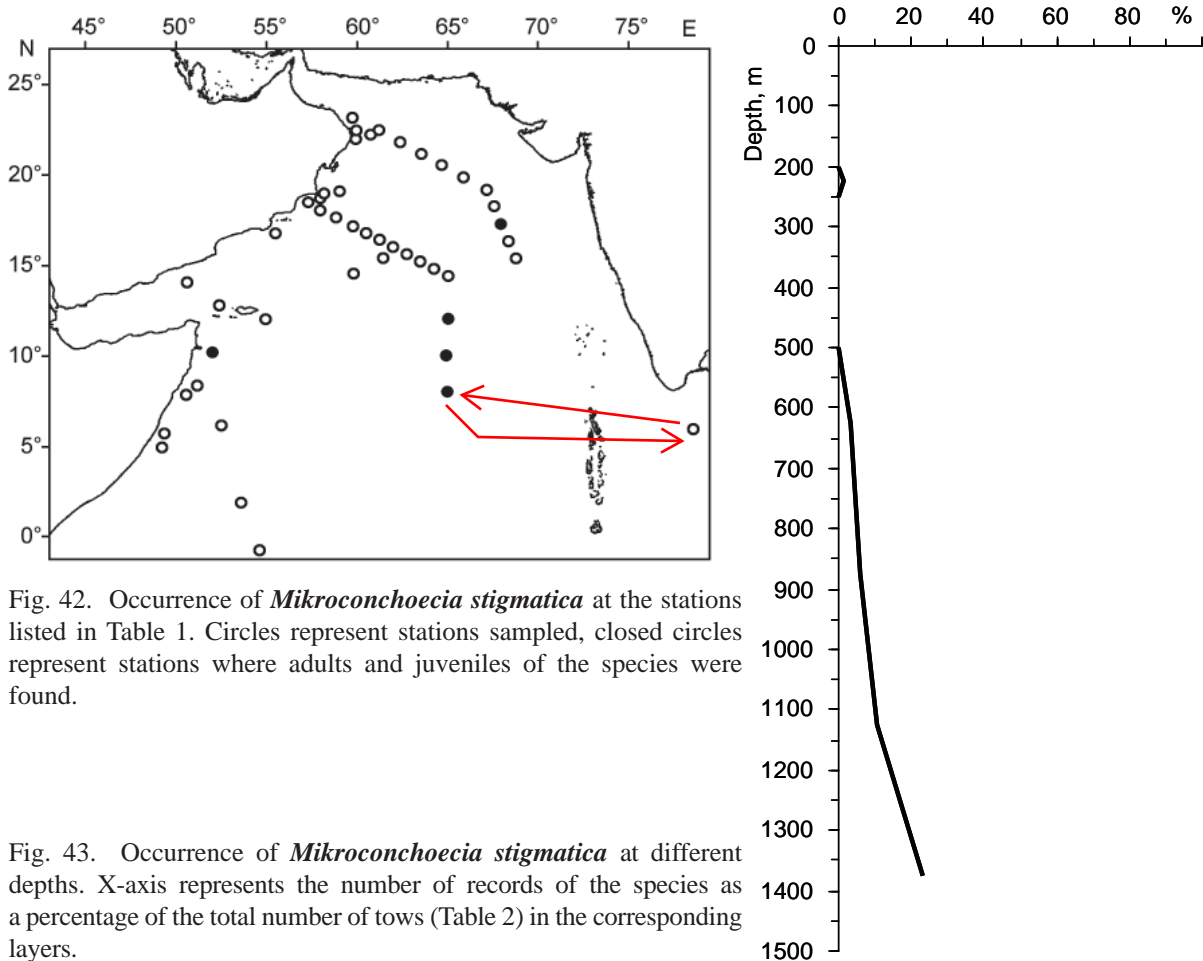 45° 50° 55° 60° 65° 70° 75° E
N
25°
20°
15°
10°
5°
0°
Fig. 42. Occurrence of Mikroconchoecia stigmatica at the stations
listed in Table 1. Circles represent stations sampled, closed circles
represent stations where adults and juveniles of the species were
found.
Fig. 43. Occurrence of Mikroconchoecia stigmatica at different
depths. X-axis represents the number of records of the species as
a percentage of the total number of tows (Table 2) in the corresponding
layers.
0 20 40 60 80 %
Depth, m
0
100
200
300
400
500
600
700
800
900
1000
1100
1200
1300
1400
1500